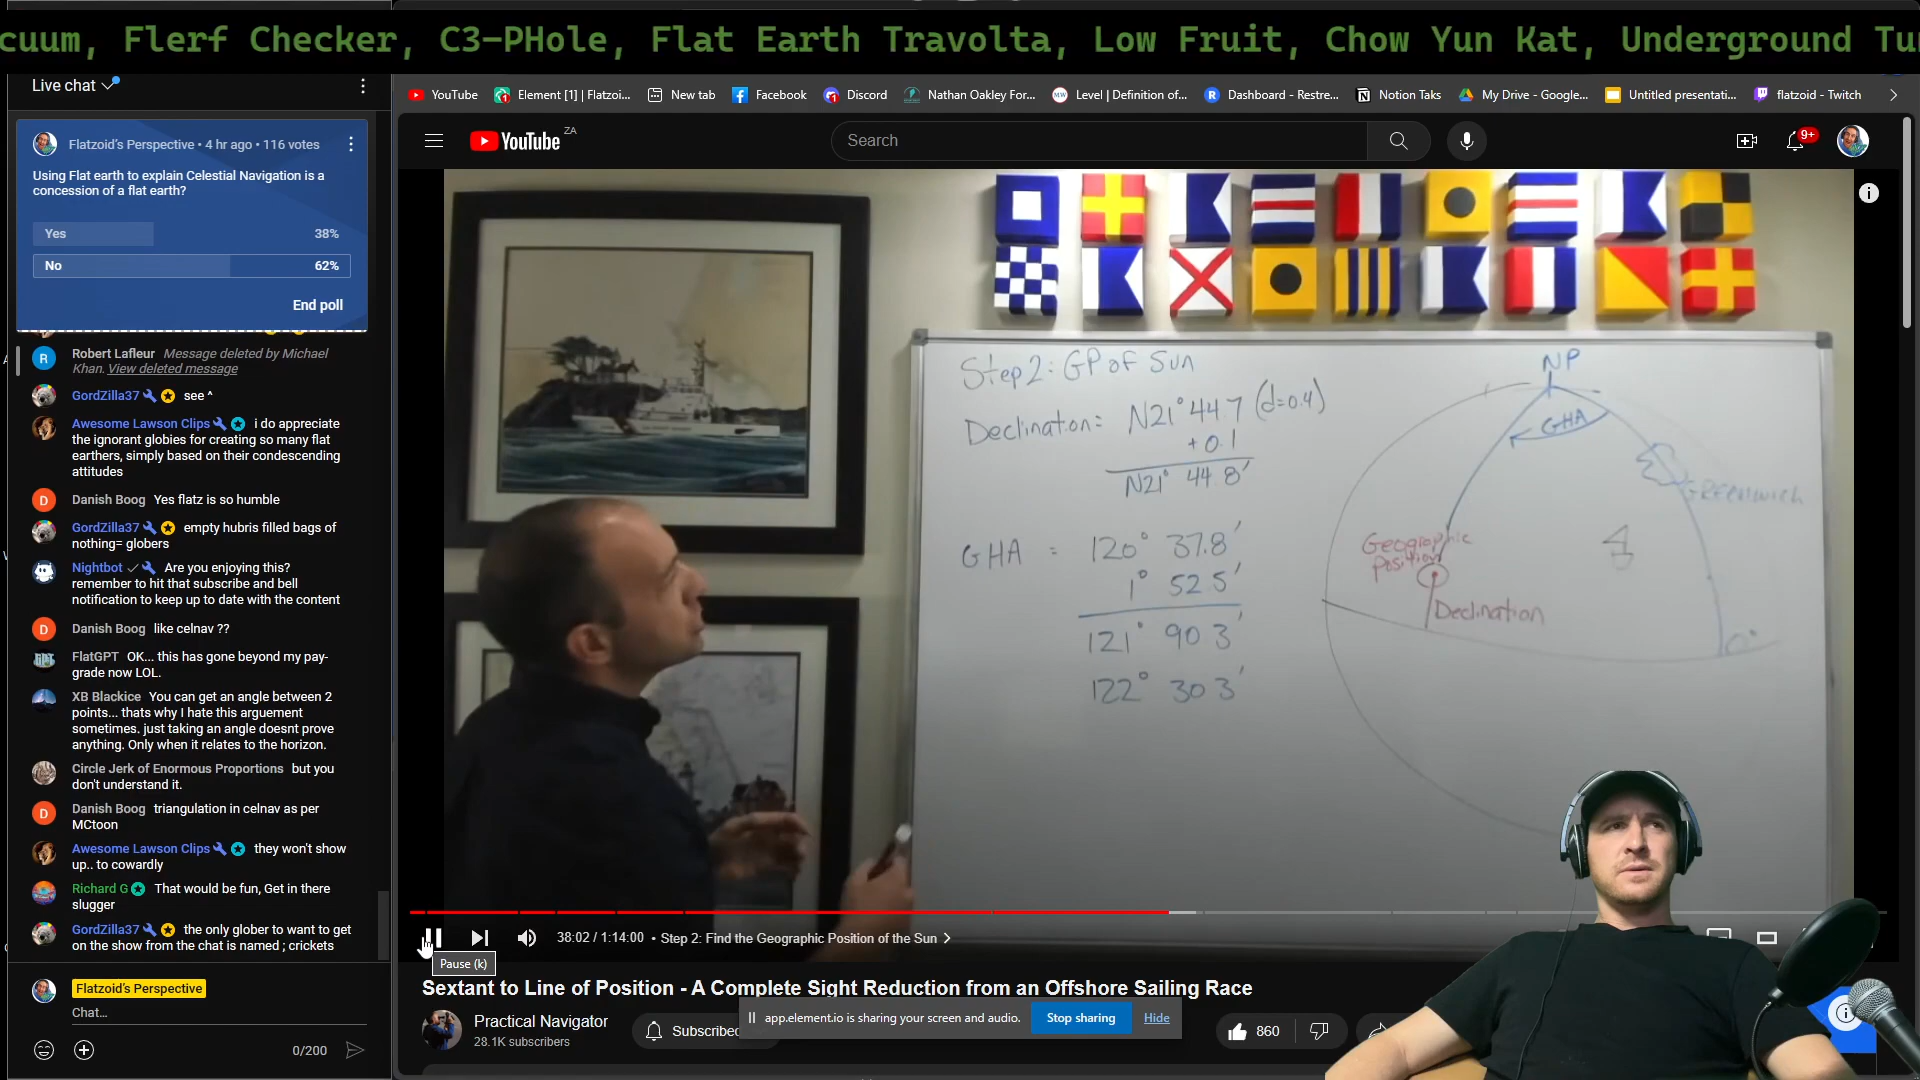 cuum, Flerf Checker, C3-PHole, Flat Earth Travolta, Low Fruit, Chow Yun Kat, Underground Tu
Live chat
YouTube
Element [1] | Flatzoi...
New tab
Facebook
Discord
Nathan Oakley For...
Level | Definition of...
Dashboard - Restre...
Notion Taks
My Drive - Google...
Untitled presentati...
flatzoid - Twitch
YouTube ZA
Search
9+
Flatzoid's Perspective • 4 hr ago • 116 votes
Using Flat earth to explain Celestial Navigation is a
concession of a flat earth?
Yes 38%
No 62%
End poll
Robert Lafleur Message deleted by Michael
Khan. View deleted message
GordZilla37 see ^
Awesome Lawson Clips i do appreciate
the ignorant globies for creating so many flat
earthers, simply based on their condescending
attitudes
Danish Boog Yes flatz is so humble
GordZilla37 empty hubris filled bags of
nothing= globers
Nightbot Are you enjoying this?
remember to hit that subscribe and bell
notification to keep up to date with the content
Danish Boog like celnav ??
FlatGPT OK... this has gone beyond my pay-
grade now LOL.
XB Blackice You can get an angle between 2
points... thats why I hate this arguement
sometimes. just taking an angle doesnt prove
anything. Only when it relates to the horizon.
Circle Jerk of Enormous Proportions but you
don't understand it.
Danish Boog triangulation in celnav as per
MCtoon
Awesome Lawson Clips they won't show
up.. to cowardly
Richard G That would be fun, Get in there
slugger
GordZilla37 the only glober to want to get
on the show from the chat is named ; crickets
Flatzoid's Perspective
Chat...
0/200
Step 2: GP of Sun
Declination: N21° 44.7 (d=0.4)
+0.1
N21° 44 8'
GHA = 120° 37.8'
1° 52.5'
121° 90 3'
122° 30 3'
NP
GHA
GREENWICH
Geographic
Position
Declination
0°
38:02 / 1:14:00 • Step 2: Find the Geographic Position of the Sun
Pause (k)
Sextant to Line of Position - A Complete Sight Reduction from an Offshore Sailing Race
app.element.io is sharing your screen and audio.
Stop sharing
Hide
Practical Navigator
28.1K subscribers
Subscribed
860